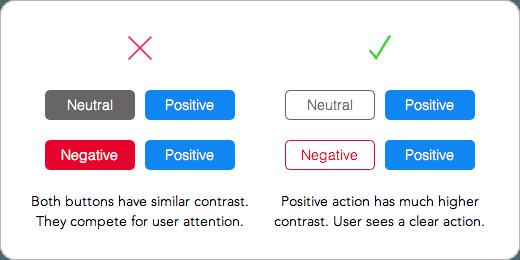 Neutral Positive
Neutral Positive
Negative Positive
Negative Positive
Both buttons have similar contrast.
They compete for user attention.
Positive action has much higher
contrast. User sees a clear action.